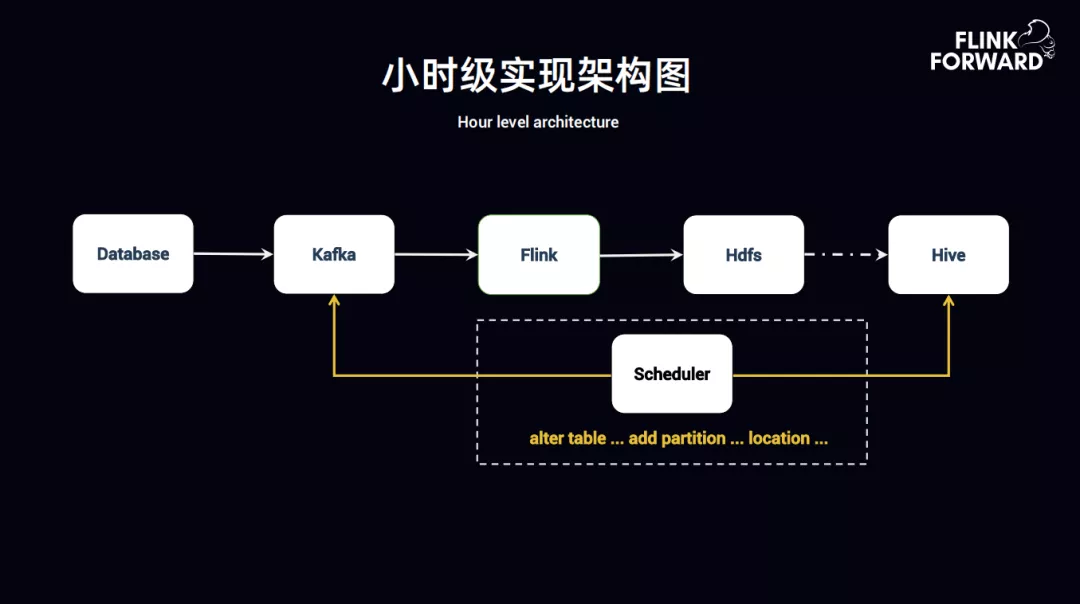 FLINK
FORWARD
小时级实现架构图
Hour level architecture
Database
Kafka
Flink
Hdfs
Hive
Scheduler
alter table ... add partition ... location ...